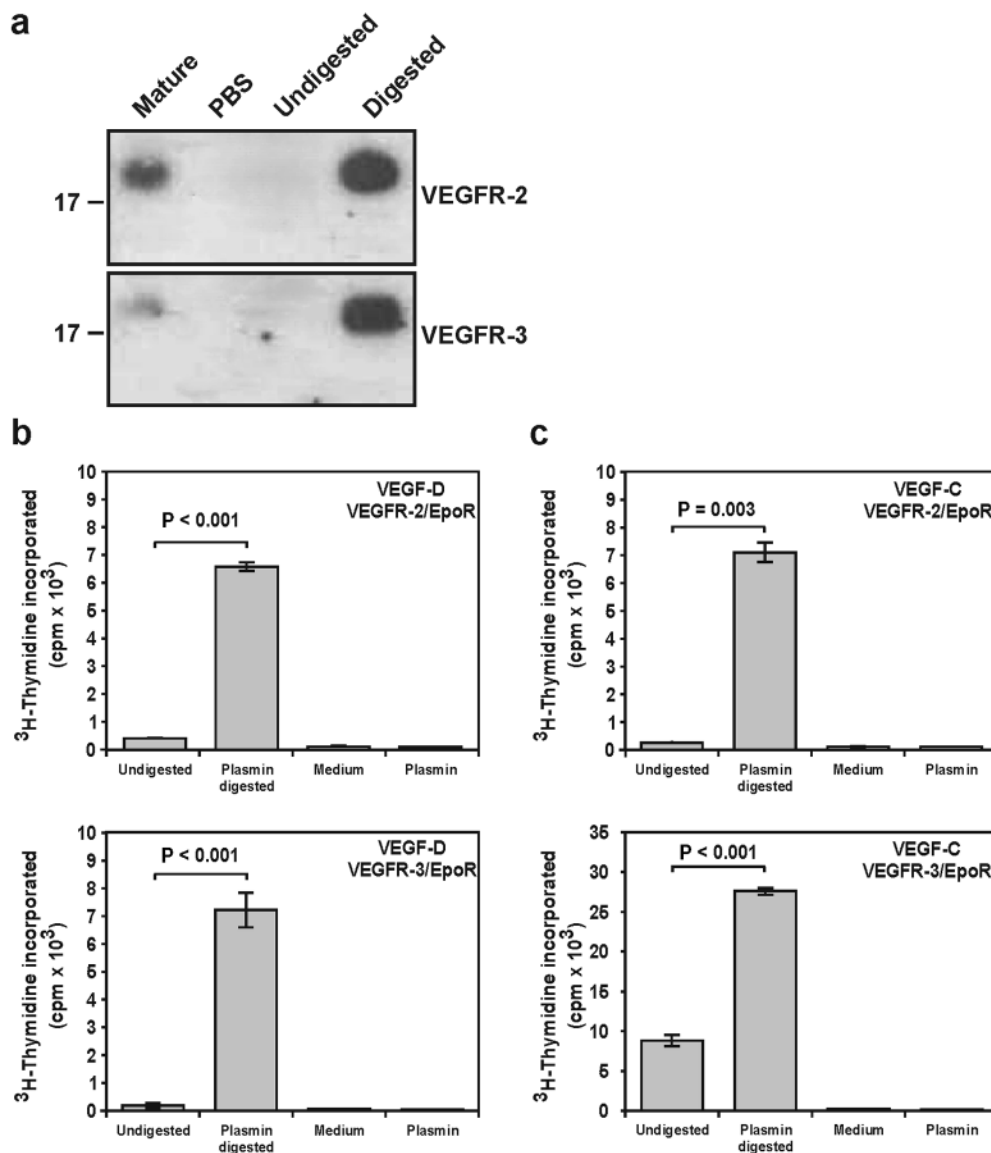 a
Mature
PBS
Undigested
Digested
17
VEGFR-2
17
VEGFR-3
b
VEGF-D
VEGFR-2/EpoR
P < 0.001
³H-Thymidine incorporated
(cpm x 10³)
10
9
8
7
6
5
4
3
2
1
0
Undigested
Plasmin
digested
Medium
Plasmin
VEGF-D
VEGFR-3/EpoR
P < 0.001
³H-Thymidine incorporated
(cpm x 10³)
10
9
8
7
6
5
4
3
2
1
0
Undigested
Plasmin
digested
Medium
Plasmin
c
VEGF-C
VEGFR-2/EpoR
P = 0.003
³H-Thymidine incorporated
(cpm x 10³)
10
9
8
7
6
5
4
3
2
1
0
Undigested
Plasmin
digested
Medium
Plasmin
VEGF-C
VEGFR-3/EpoR
P < 0.001
³H-Thymidine incorporated
(cpm x 10³)
35
30
25
20
15
10
5
0
Undigested
Plasmin
digested
Medium
Plasmin